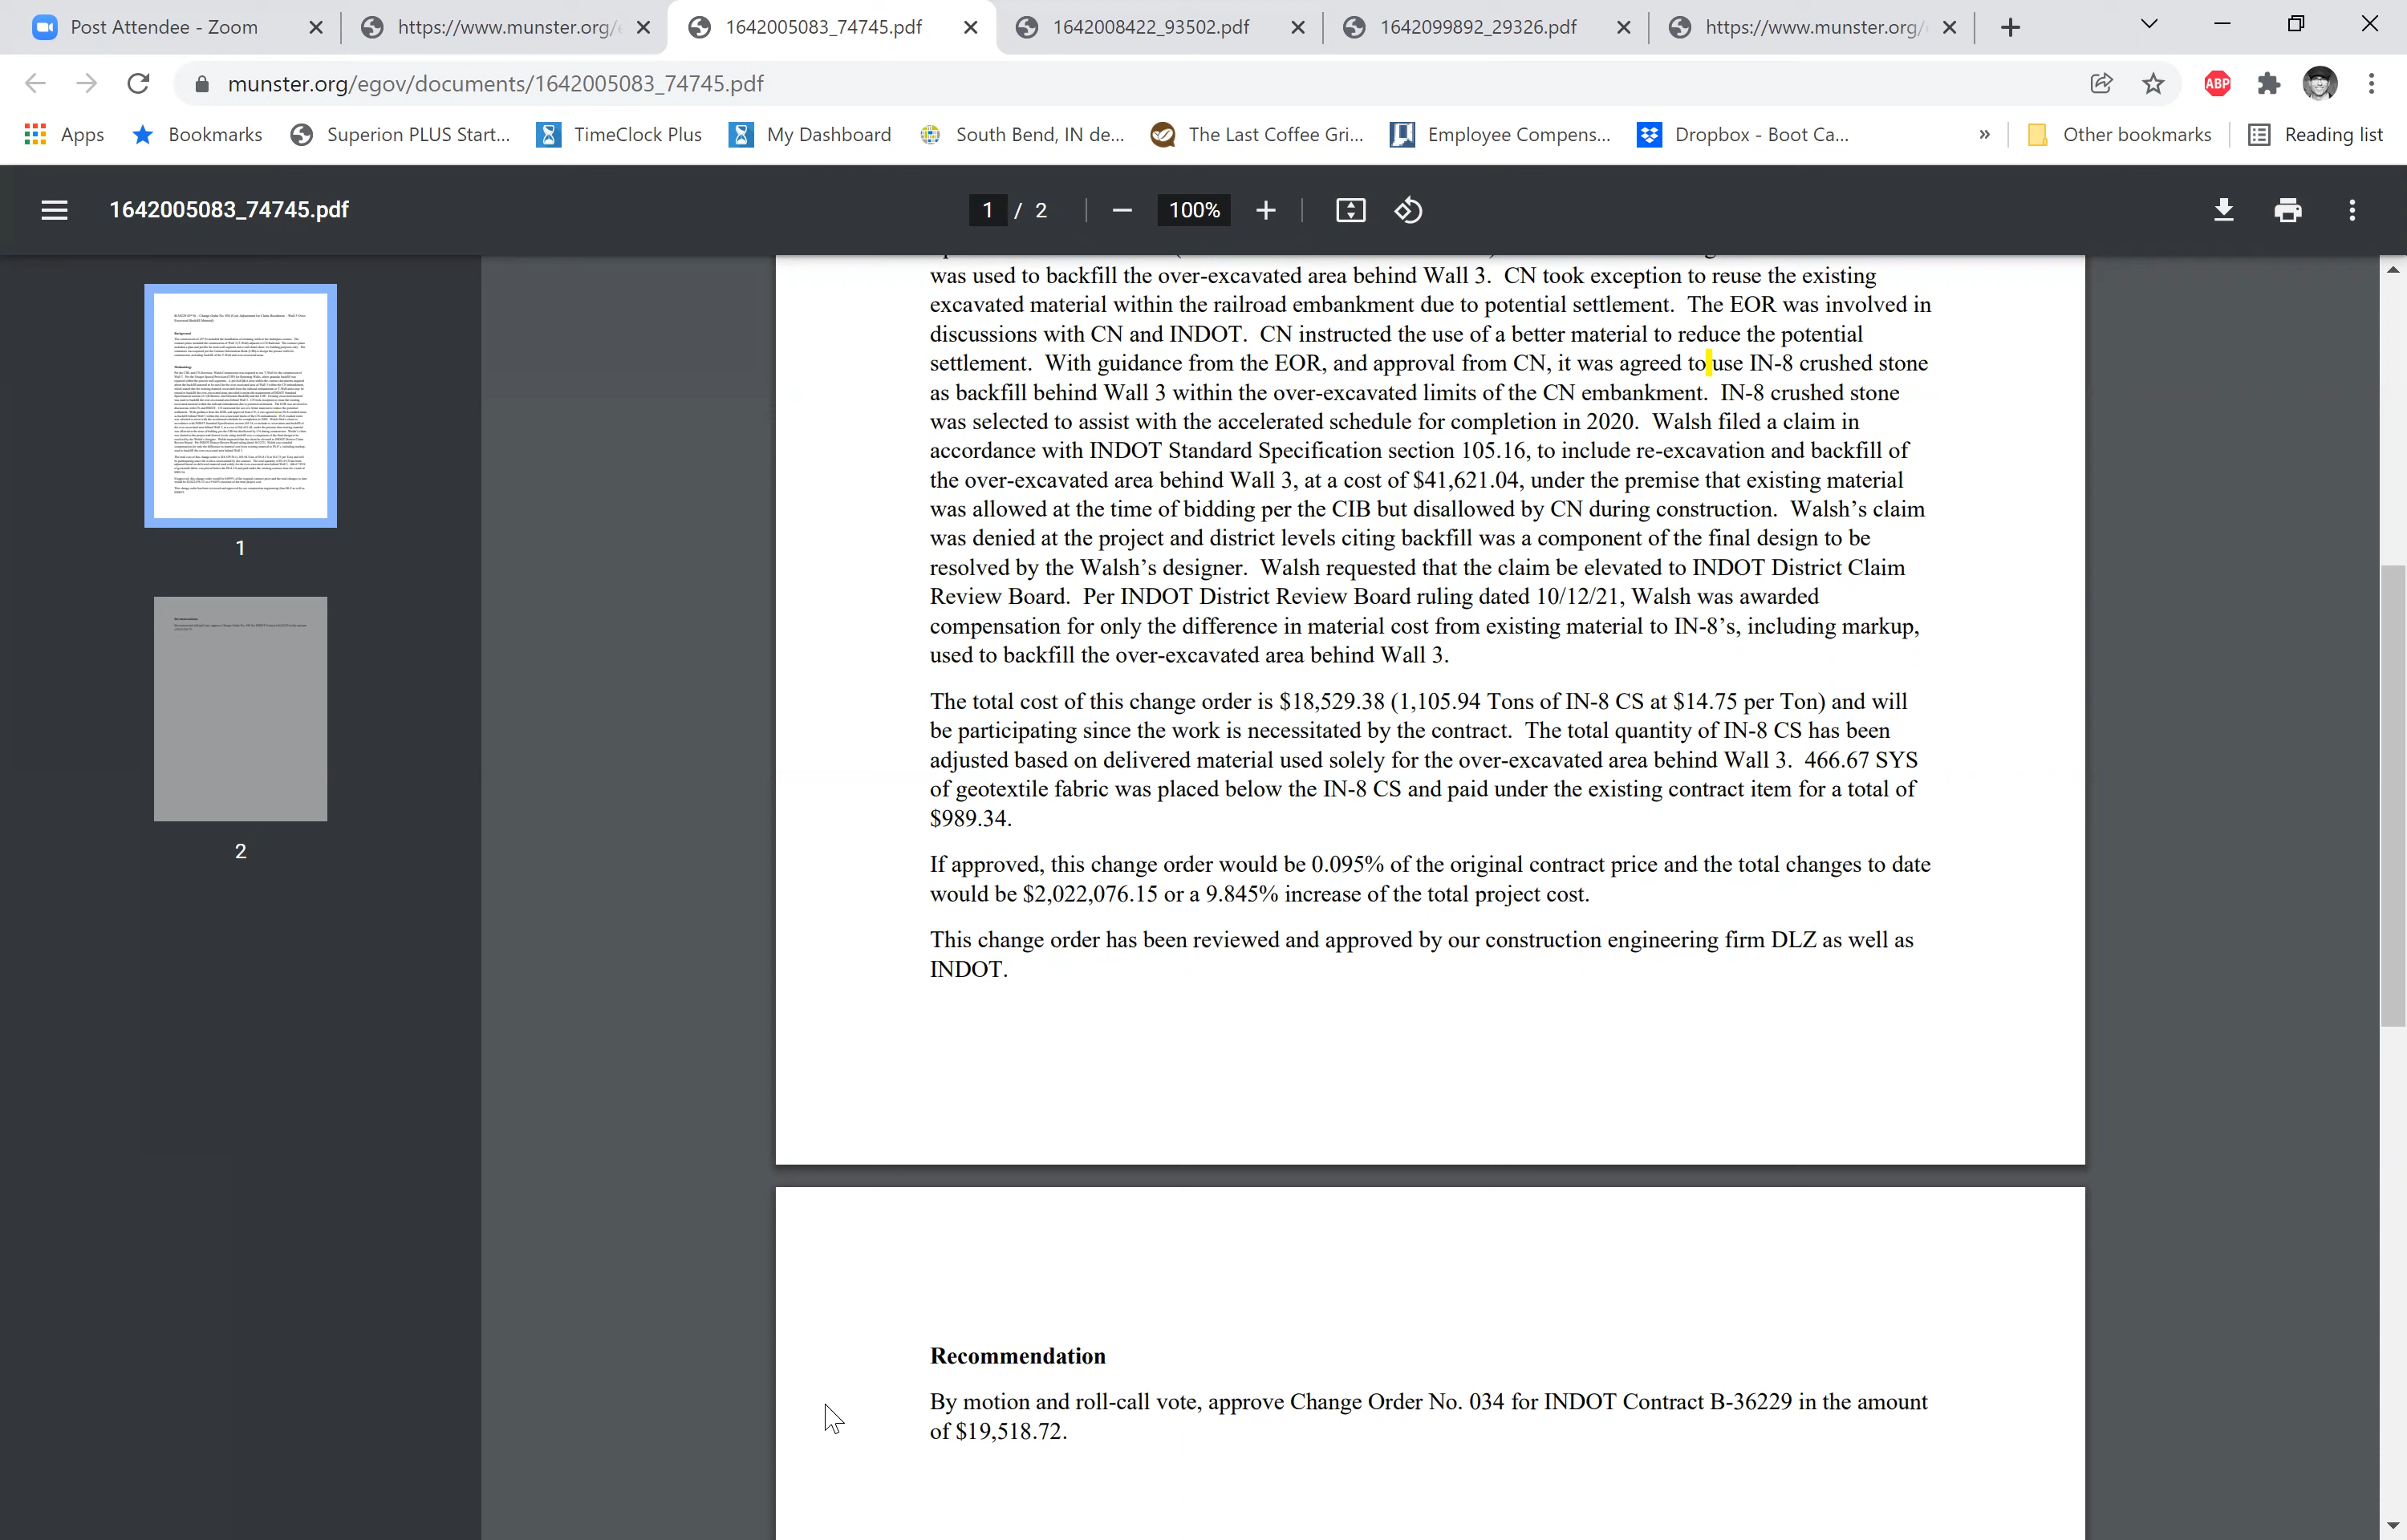 Post Attendee - Zoom
https://www.munster.org/e
1642005083_74745.pdf
1642008422_93502.pdf
1642099892_29326.pdf
https://www.munster.org/
munster.org/egov/documents/1642005083_74745.pdf
ABP
Apps
Bookmarks
Superion PLUS Start...
TimeClock Plus
My Dashboard
South Bend, IN de...
The Last Coffee Gri...
Employee Compens...
Dropbox - Boot Ca...
»
Other bookmarks
Reading list
1642005083_74745.pdf
1 / 2
100%
1
2
was used to backfill the over-excavated area behind Wall 3. CN took exception to reuse the existing
excavated material within the railroad embankment due to potential settlement. The EOR was involved in
discussions with CN and INDOT. CN instructed the use of a better material to reduce the potential
settlement. With guidance from the EOR, and approval from CN, it was agreed to use IN-8 crushed stone
as backfill behind Wall 3 within the over-excavated limits of the CN embankment. IN-8 crushed stone
was selected to assist with the accelerated schedule for completion in 2020. Walsh filed a claim in
accordance with INDOT Standard Specification section 105.16, to include re-excavation and backfill of
the over-excavated area behind Wall 3, at a cost of $41,621.04, under the premise that existing material
was allowed at the time of bidding per the CIB but disallowed by CN during construction. Walsh’s claim
was denied at the project and district levels citing backfill was a component of the final design to be
resolved by the Walsh’s designer. Walsh requested that the claim be elevated to INDOT District Claim
Review Board. Per INDOT District Review Board ruling dated 10/12/21, Walsh was awarded
compensation for only the difference in material cost from existing material to IN-8’s, including markup,
used to backfill the over-excavated area behind Wall 3.
The total cost of this change order is $18,529.38 (1,105.94 Tons of IN-8 CS at $14.75 per Ton) and will
be participating since the work is necessitated by the contract. The total quantity of IN-8 CS has been
adjusted based on delivered material used solely for the over-excavated area behind Wall 3. 466.67 SYS
of geotextile fabric was placed below the IN-8 CS and paid under the existing contract item for a total of
$989.34.
If approved, this change order would be 0.095% of the original contract price and the total changes to date
would be $2,022,076.15 or a 9.845% increase of the total project cost.
This change order has been reviewed and approved by our construction engineering firm DLZ as well as
INDOT.
Recommendation
By motion and roll-call vote, approve Change Order No. 034 for INDOT Contract B-36229 in the amount
of $19,518.72.